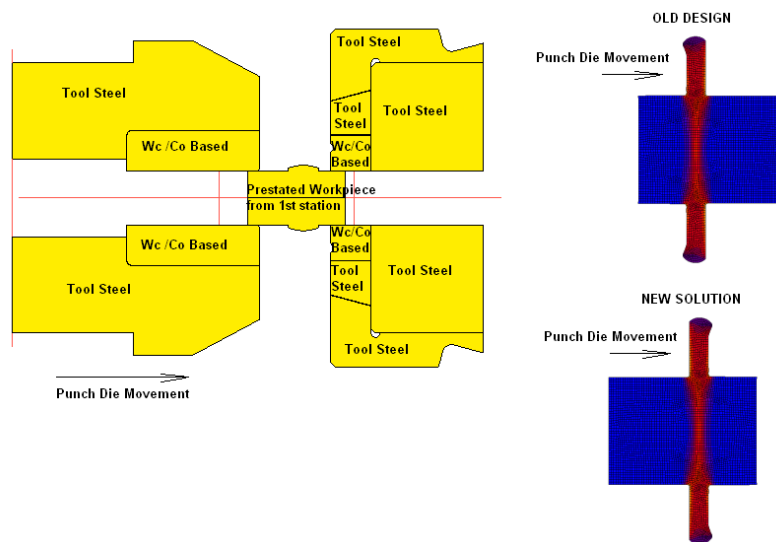 Tool Steel
Wc /Co Based
Tool Steel
Tool
Steel
Tool Steel
Wc/Co
Based
Prestated Workpiece
from 1st station
Wc /Co Based
Tool Steel
Wc/Co
Based
Tool
Steel
Tool Steel
Tool Steel
Punch Die Movement
OLD DESIGN
Punch Die Movement
NEW SOLUTION
Punch Die Movement